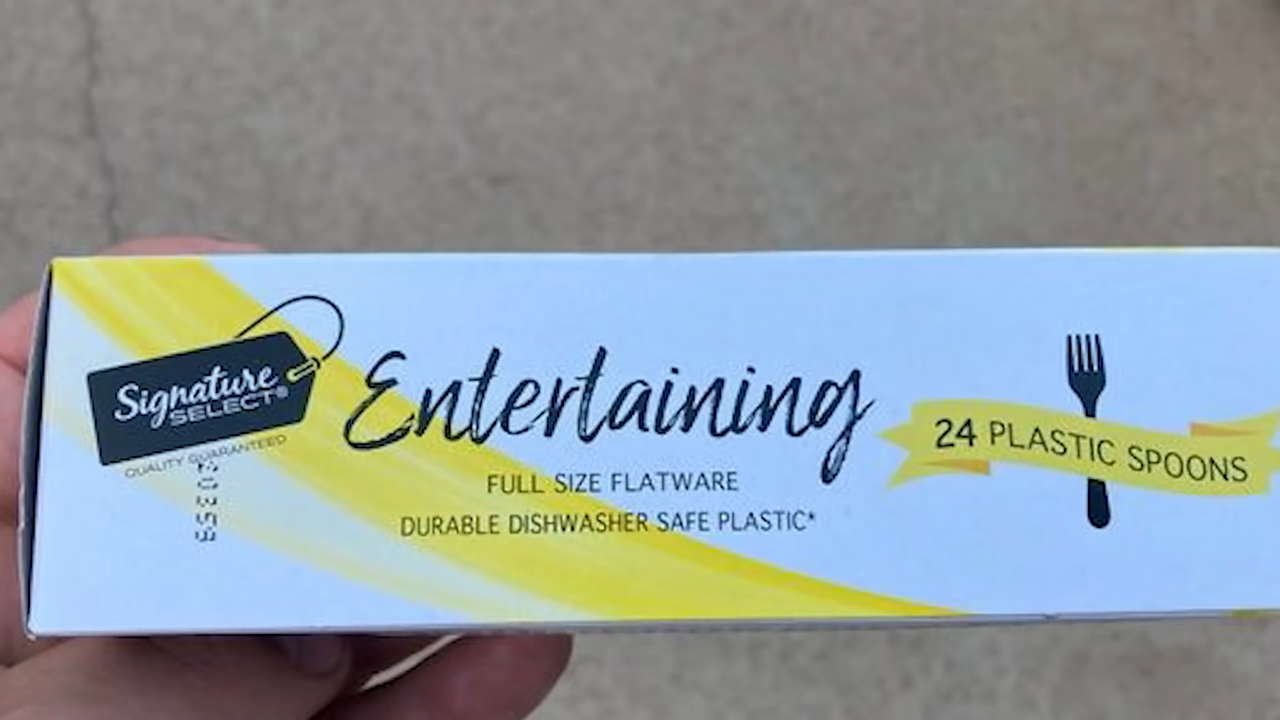 Signature
SELECT®
QUALITY GUARANTEED
Entertaining
FULL SIZE FLATWARE
DURABLE DISHWASHER SAFE PLASTIC*
24 PLASTIC SPOONS